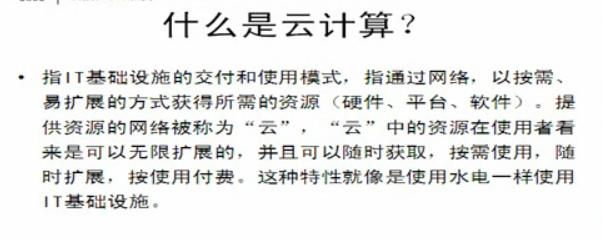 什么是云计算？
• 指IT基础设施的交付和使用模式，指通过网络，以按需、
易扩展的方式获得所需的资源（硬件、平台、软件）。提
供资源的网络被称为“云”，“云”中的资源在使用者看
来是可以无限扩展的，并且可以随时获取，按需使用，随
时扩展，按使用付费。这种特性就像是使用水电一样使用
IT基础设施。